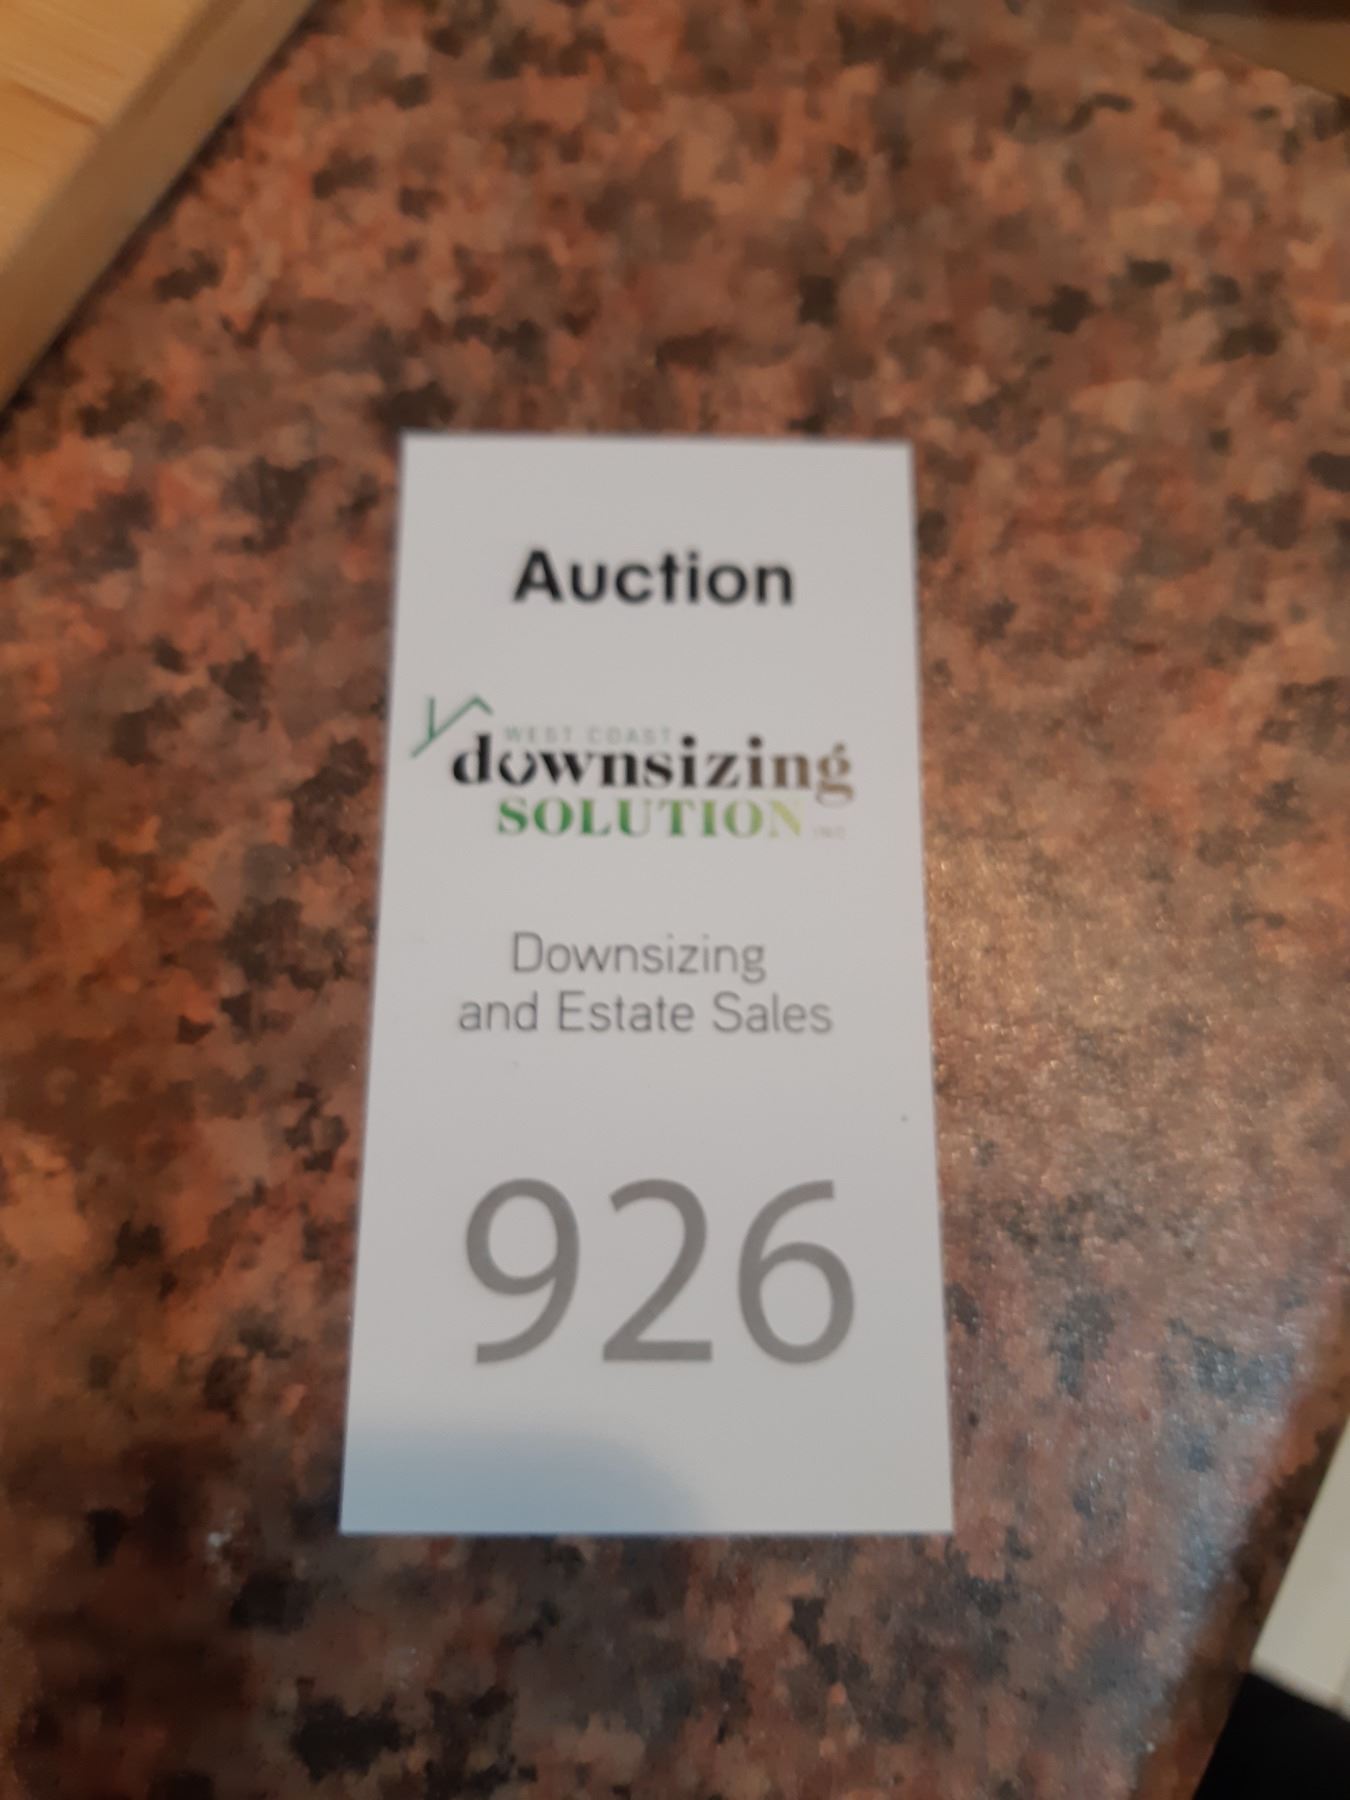 Auction
WEST COAST
downsizing
SOLUTION INC
Downsizing
and Estate Sales
926